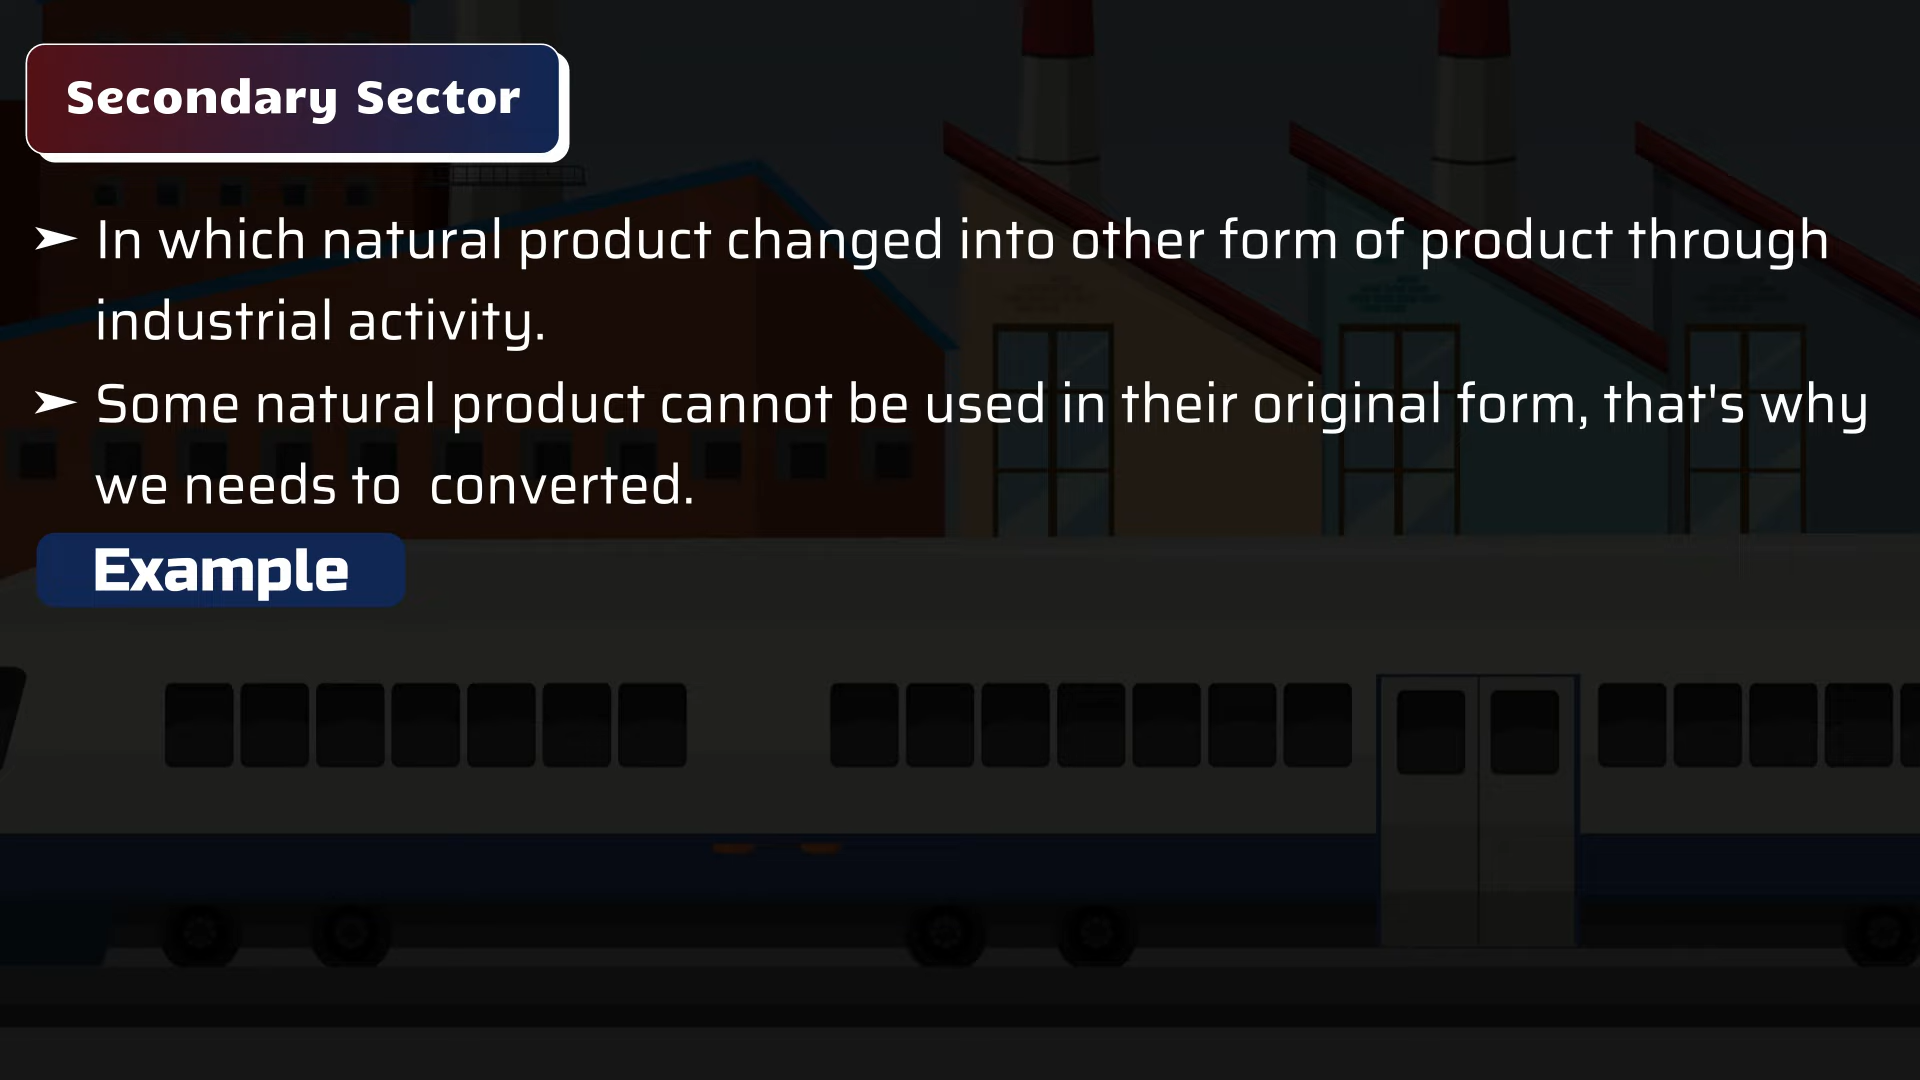 Secondary Sector
➤ In which natural product changed into other form of product through
industrial activity.
➤ Some natural product cannot be used in their original form, that's why
we needs to  converted.
Example